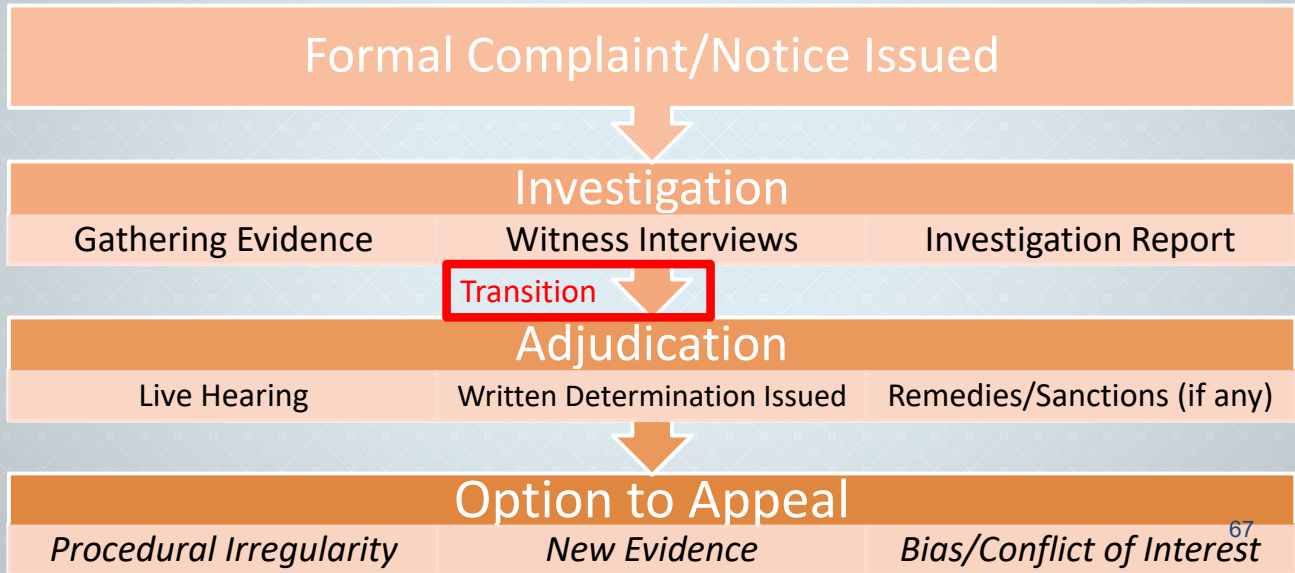 Formal Complaint/Notice Issued
Investigation
Gathering Evidence
Witness Interviews
Investigation Report
Transition
Adjudication
Live Hearing
Written Determination Issued
Remedies/Sanctions (if any)
Option to Appeal
Procedural Irregularity
New Evidence
Bias/Conflict of Interest
67